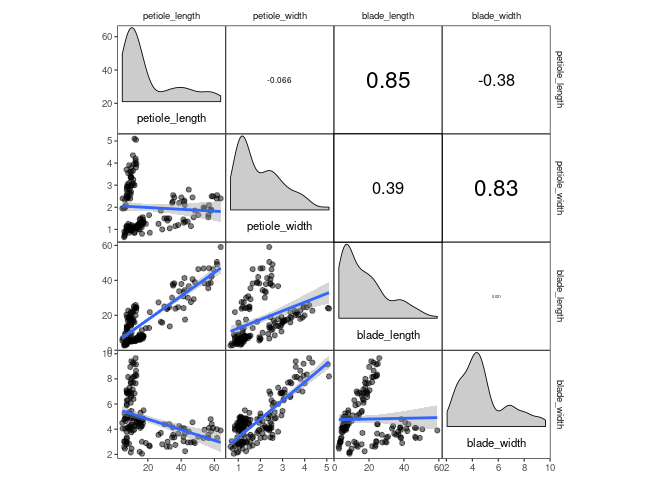 petiole_length petiole_width blade_length blade_width
60
40
20
petiole_length
-0.066
0.85
-0.38
petiole_length
5
4
3
2
1
petiole_width
0.39
0.83
petiole_width
60
40
20
0
blade_length
0.021
blade_length
10
8
6
4
2
blade_width
blade_width
20 40 60 1 2 3 4 5 0 20 40 60 2 4 6 8 10